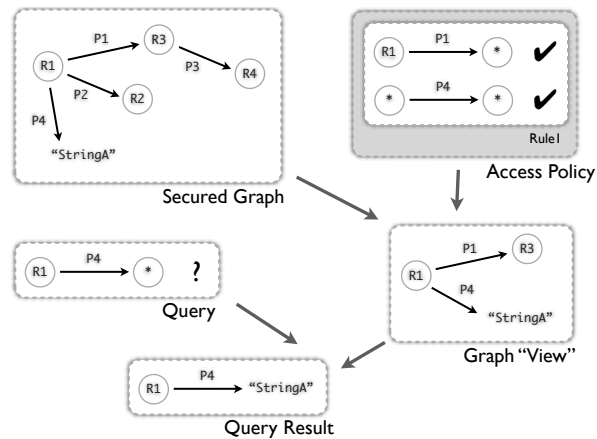 P1
R3
R1
P3
R4
P2
R2
P4
"StringA"
Secured Graph
R1 P1 *
✔
* P4 *
✔
Rule1
Access Policy
R1 P4 * ?
Query
P1
R3
R1
P4
"StringA"
Graph "View"
R1 P4 "StringA"
Query Result